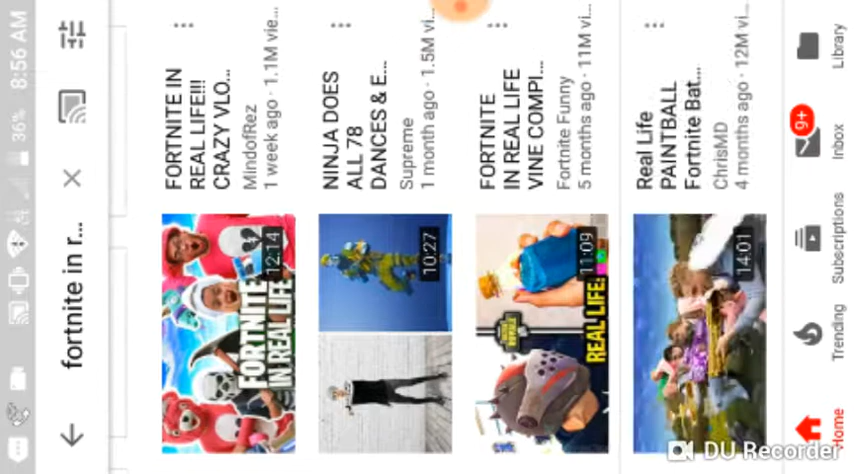 36% 8:56 AM
fortnite in r...
FORTNITE
IN REAL LIFE
12:14
FORTNITE IN
REAL LIFE!!!
CRAZY VLO...
MindofRez
1 week ago · 1.1M vie...
10:27
NINJA DOES
ALL 78
DANCES & E...
Supreme
1 month ago · 1.5M vi...
REAL LIFE!
11:09
FORTNITE
IN REAL LIFE
VINE COMPI...
Fortnite Funny
5 months ago · 11M vi...
14:01
Real Life
PAINTBALL
Fortnite Bat...
ChrisMD
4 months ago · 12M vi...
Home
Trending
Subscriptions
9+
Inbox
Library
DU Recorder